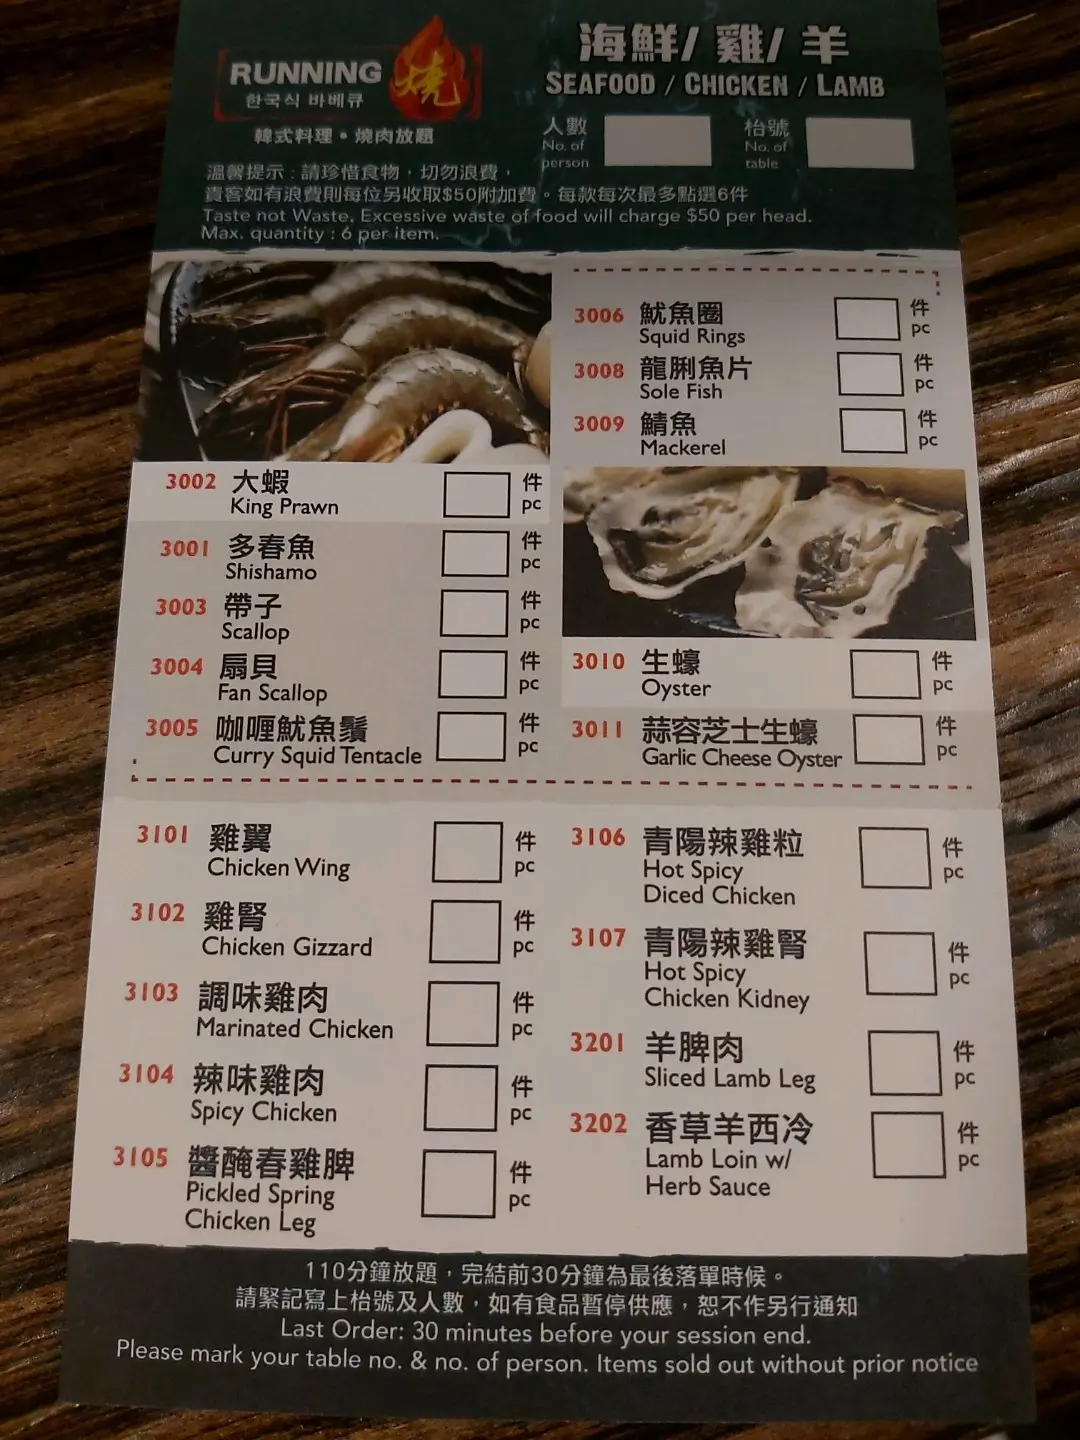 RUNNING
燒
한국식 바베큐
韓式料理 • 燒肉放題
海鮮/ 雞/ 羊
SEAFOOD / CHICKEN / LAMB
人數
No. of
person
枱號
No. of
table
溫馨提示 : 請珍惜食物，切勿浪費，
貴客如有浪費則每位另收取$50附加費。每款每次最多點選6件
Taste not Waste, Excessive waste of food will charge $50 per head.
Max. quantity : 6 per item.
3002 大蝦 件
King Prawn pc
3001 多春魚 件
Shishamo pc
3003 帶子 件
Scallop pc
3004 扇貝 件
Fan Scallop pc
3005 咖喱魷魚鬚 件
Curry Squid Tentacle pc
3006 魷魚圈 件
Squid Rings pc
3008 龍脷魚片 件
Sole Fish pc
3009 鯖魚 件
Mackerel pc
3010 生蠔 件
Oyster pc
3011 蒜容芝士生蠔 件
Garlic Cheese Oyster pc
3101 雞翼 件
Chicken Wing pc
3102 雞腎 件
Chicken Gizzard pc
3103 調味雞肉 件
Marinated Chicken pc
3104 辣味雞肉 件
Spicy Chicken pc
3105 醬醃春雞脾 件
Pickled Spring pc
Chicken Leg
3106 青陽辣雞粒 件
Hot Spicy pc
Diced Chicken
3107 青陽辣雞腎 件
Hot Spicy pc
Chicken Kidney
3201 羊脾肉 件
Sliced Lamb Leg pc
3202 香草羊西冷 件
Lamb Loin w/ pc
Herb Sauce
110分鐘放題，完結前30分鐘為最後落單時候。
請緊記寫上枱號及人數，如有食品暫停供應，恕不作另行通知
Last Order: 30 minutes before your session end.
Please mark your table no. & no. of person. Items sold out without prior notice